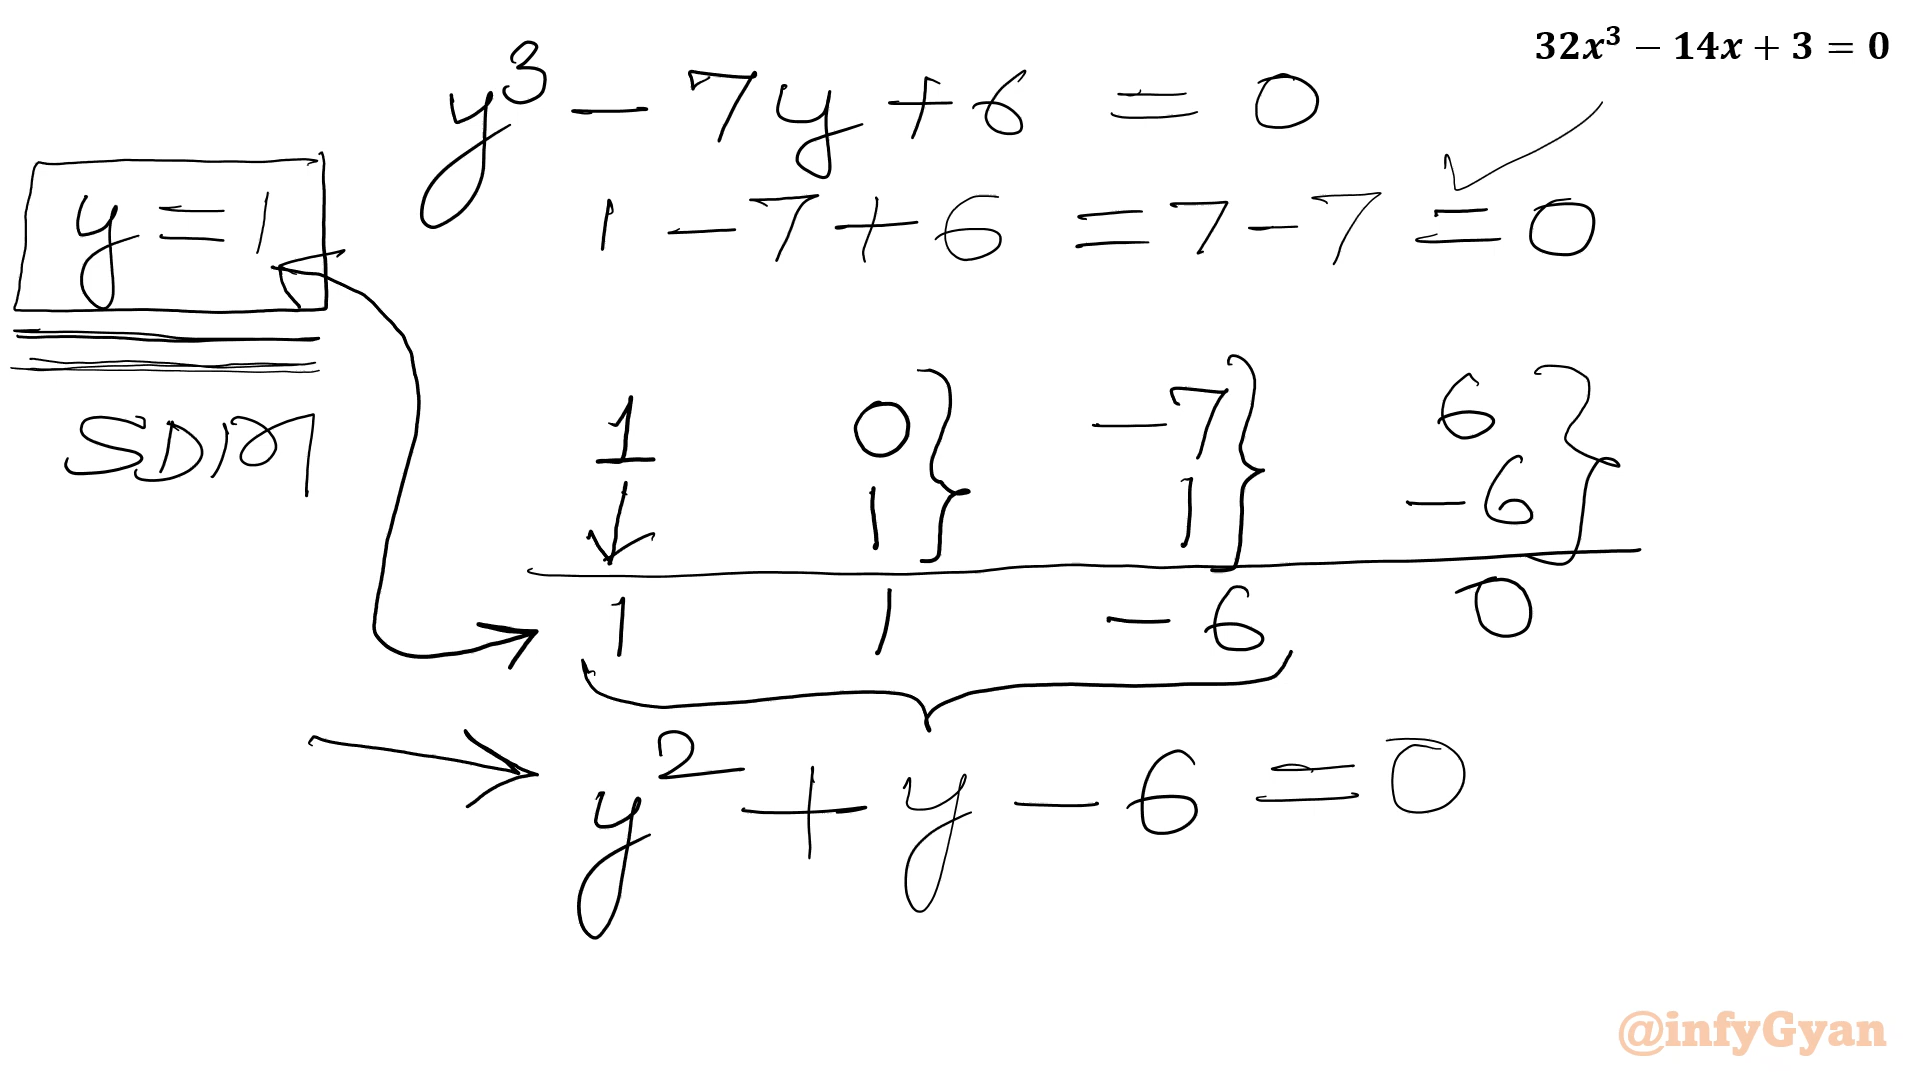 32x³ − 14x + 3 = 0
y³ − 7y + 6 = 0
y = 1
1 − 7 + 6 = 7 − 7 = 0
SDM
1 0 −7 6
1 1 −6
1 1 −6 0
y² + y − 6 = 0
@infyGyan